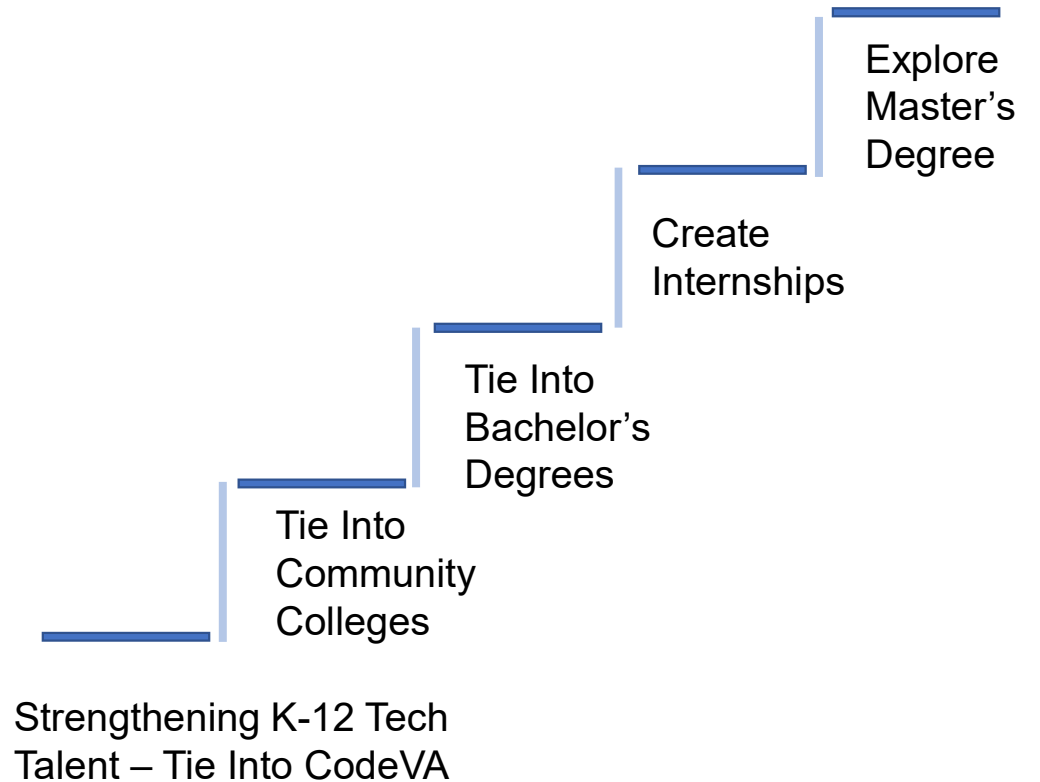 Explore
Master’s
Degree
Create
Internships
Tie Into
Bachelor’s
Degrees
Tie Into
Community
Colleges
Strengthening K-12 Tech
Talent – Tie Into CodeVA